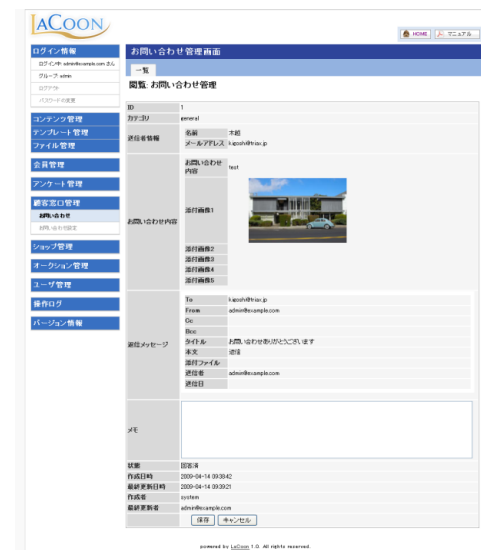 LACOON
HOME
マニュアル
ログイン情報
ログイン中: admin@example.com さん
グループ: admin
ログアウト
パスワードの変更
コンテンツ管理
テンプレート管理
ファイル管理
会員管理
アンケート管理
顧客窓口管理
お問い合わせ
お問い合わせ設定
ショップ管理
オークション管理
ユーザ管理
操作ログ
バージョン情報
お問い合わせ管理画面
一覧
閲覧: お問い合わせ管理
ID 1
カテゴリ general
送信者情報
名前 木越
メールアドレス kigoshi@triax.jp
お問い合わせ内容
お問い合わせ内容 test
添付画像1
添付画像2
添付画像3
添付画像4
添付画像5
返信メッセージ
To kigoshi@triax.jp
From admin@example.com
Cc
Bcc
タイトル お問い合わせありがとうございます
本文 返信
添付ファイル
送信者 admin@example.com
送信日
メモ
状態 回答済
作成日時 2009-04-14 09:38:42
最終更新日時 2009-04-14 09:39:21
作成者 system
最終更新者 admin@example.com
保存 キャンセル
powered by LaCoon 1.0. All rights reserved.